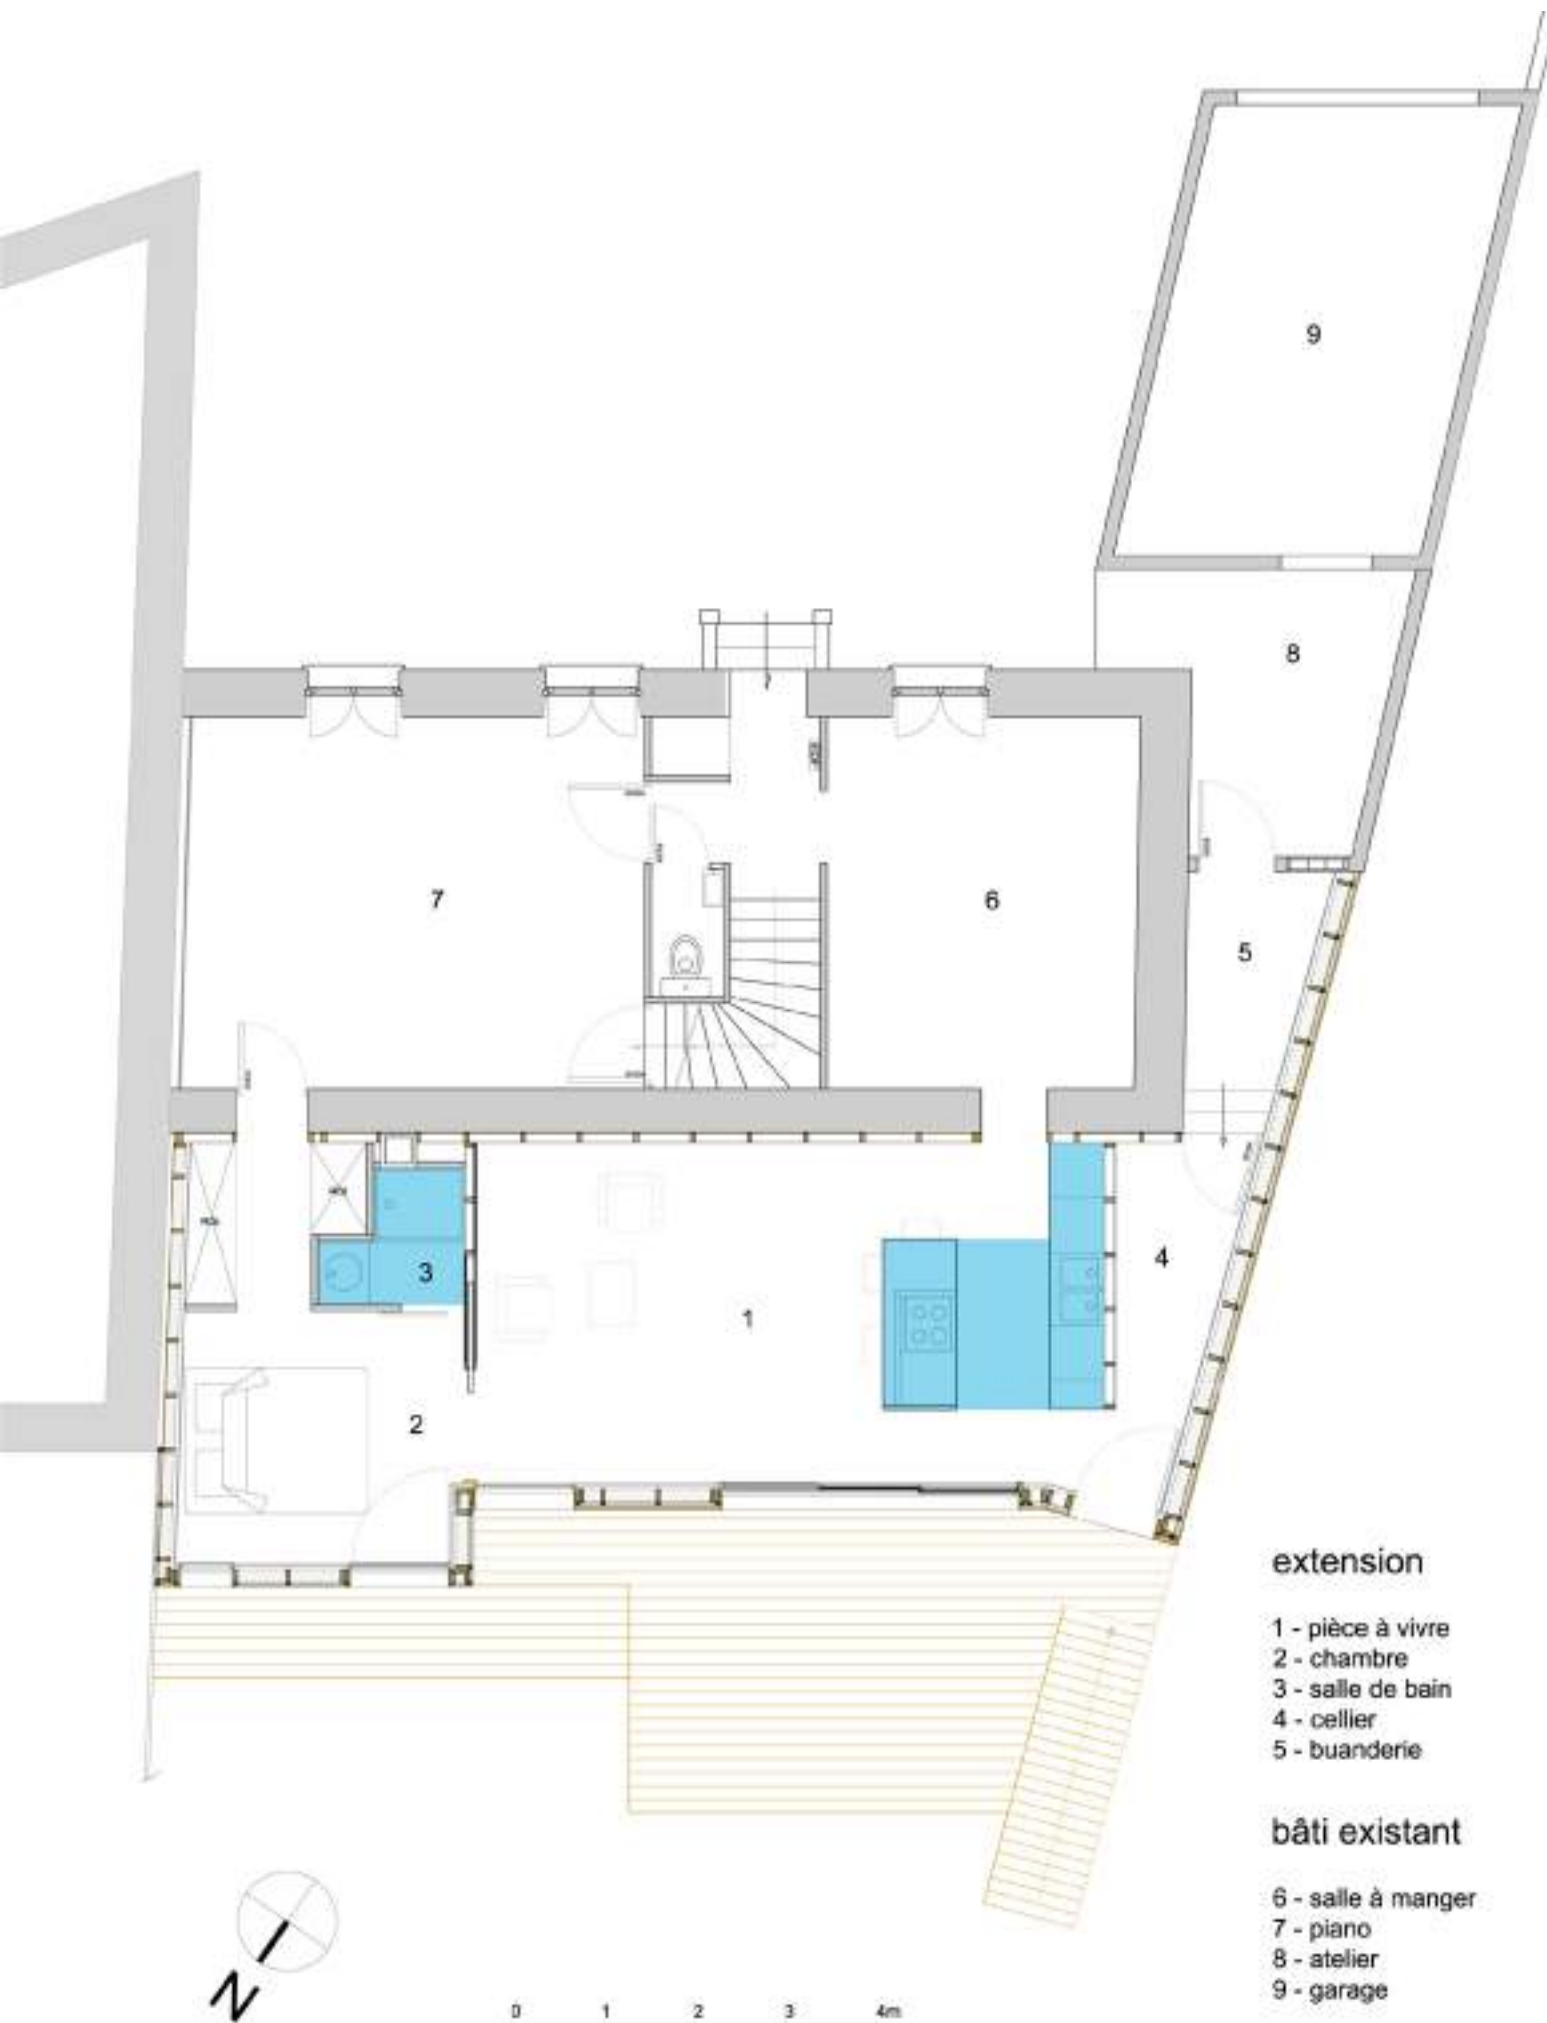 9
8
7
6
5
3
4
1
2
extension
1 - pièce à vivre
2 - chambre
3 - salle de bain
4 - cellier
5 - buanderie
bâti existant
6 - salle à manger
7 - piano
8 - atelier
9 - garage
N
0 1 2 3 4m